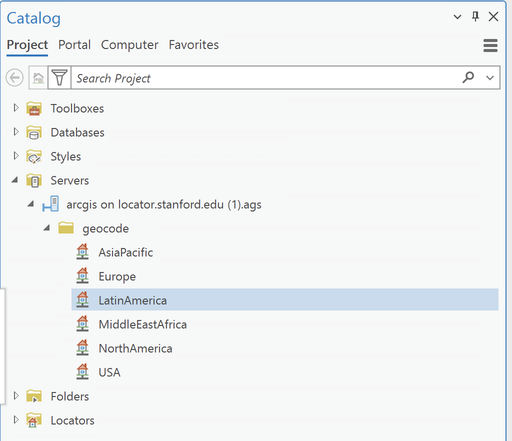 Catalog
Project Portal Computer Favorites
Search Project
Toolboxes
Databases
Styles
Servers
arcgis on locator.stanford.edu (1).ags
geocode
AsiaPacific
Europe
LatinAmerica
MiddleEastAfrica
NorthAmerica
USA
Folders
Locators